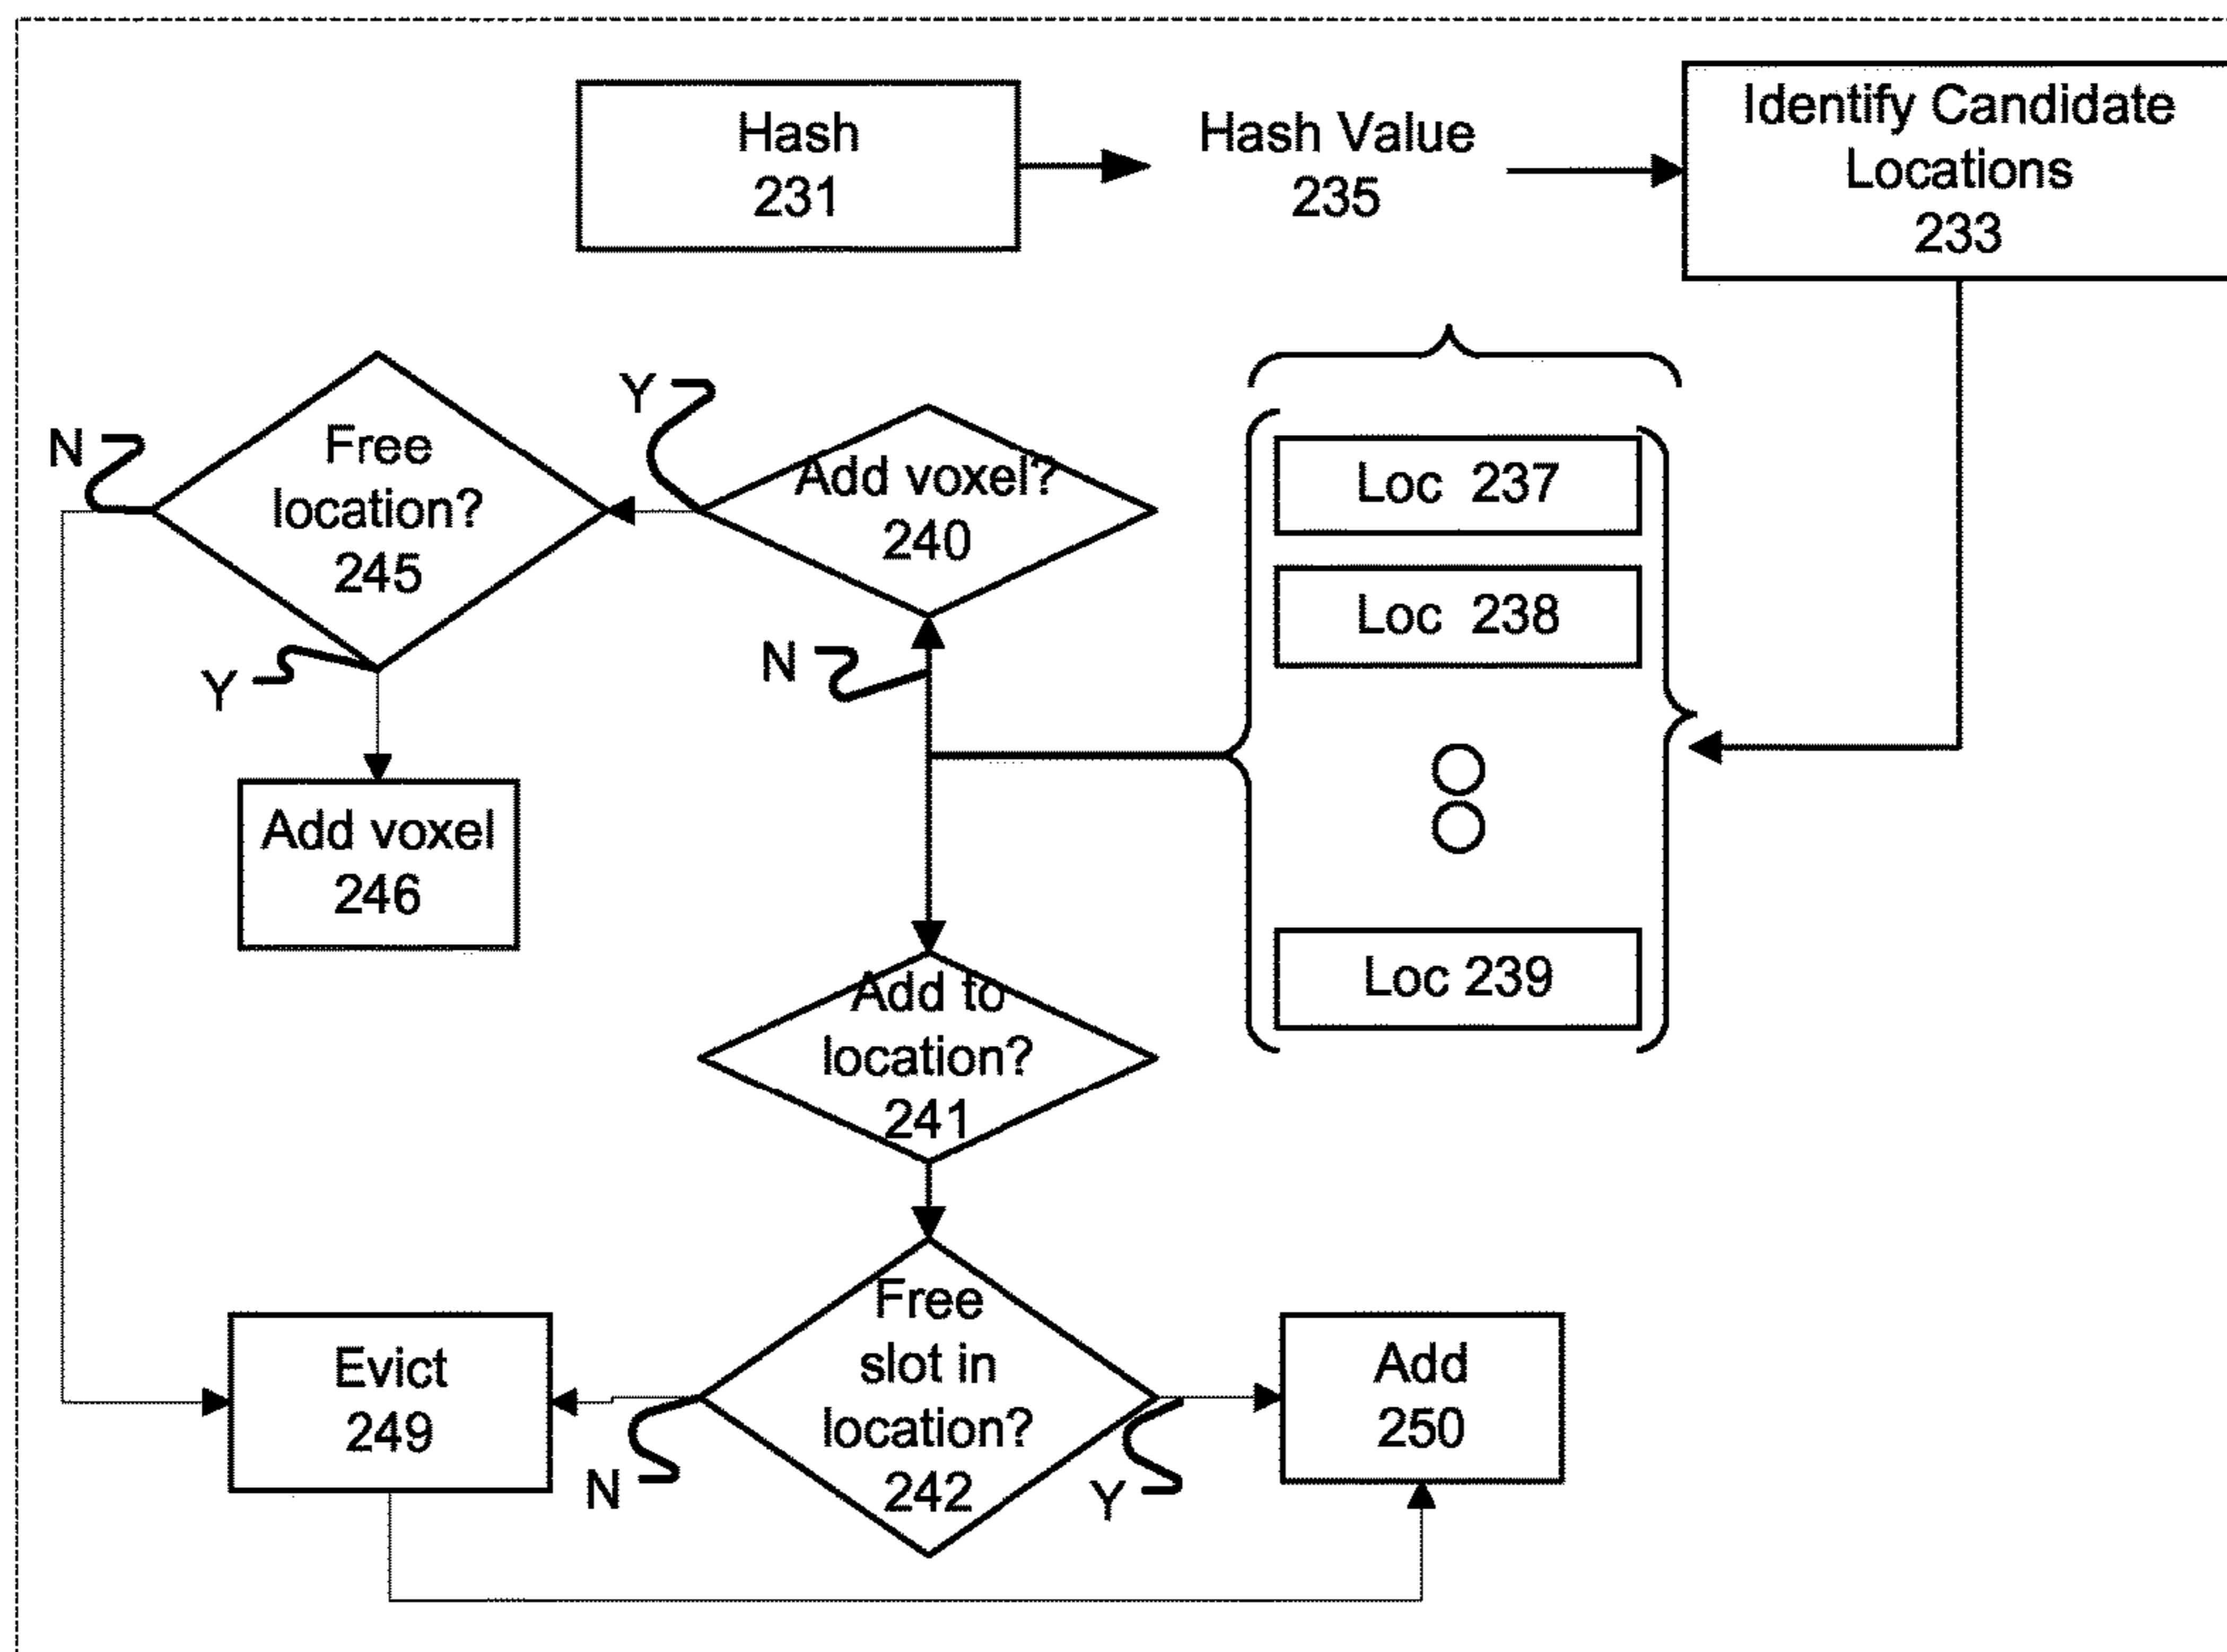 Hash
231
Hash Value
235
Identify Candidate
Locations
233
N
Free
location?
245
Y
Y
Add voxel?
240
N
Loc 237
Loc 238
Loc 239
Add voxel
246
Add to
location?
241
Evict
249
N
Free
slot in
location?
242
Y
Add
250